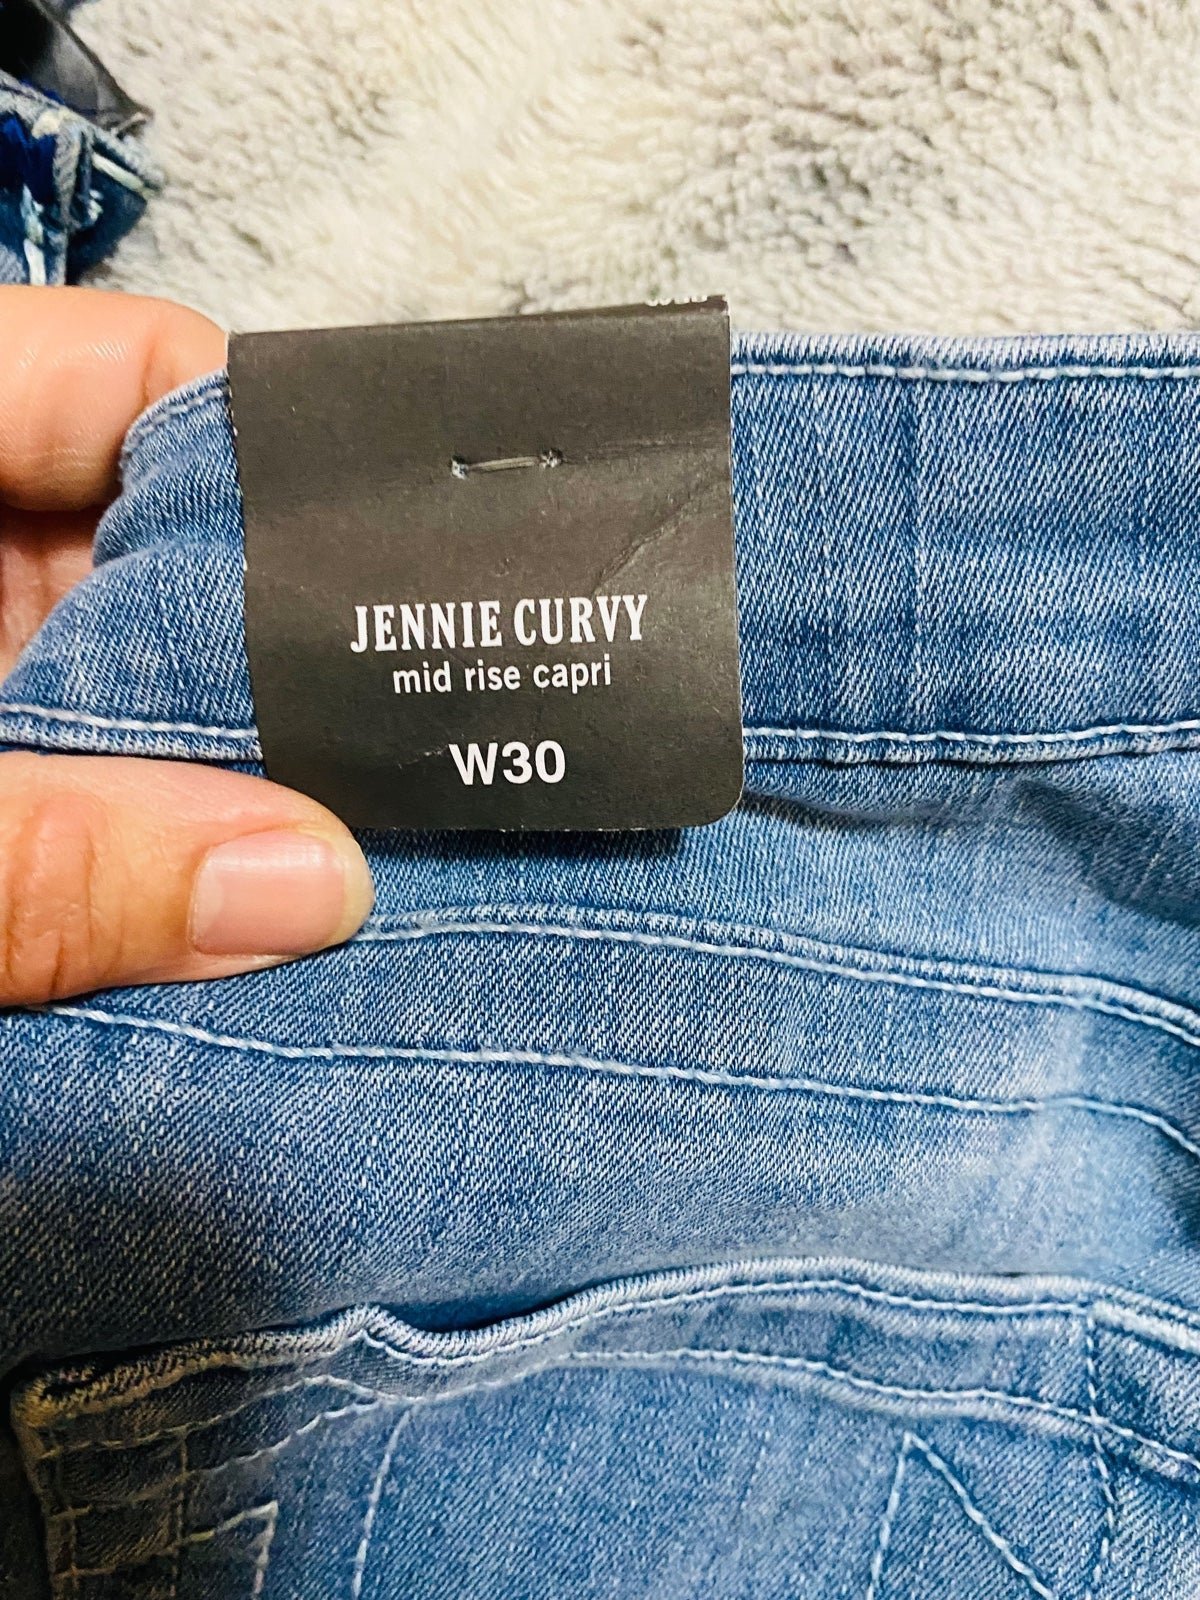 JENNIE CURVY
mid rise capri
W30